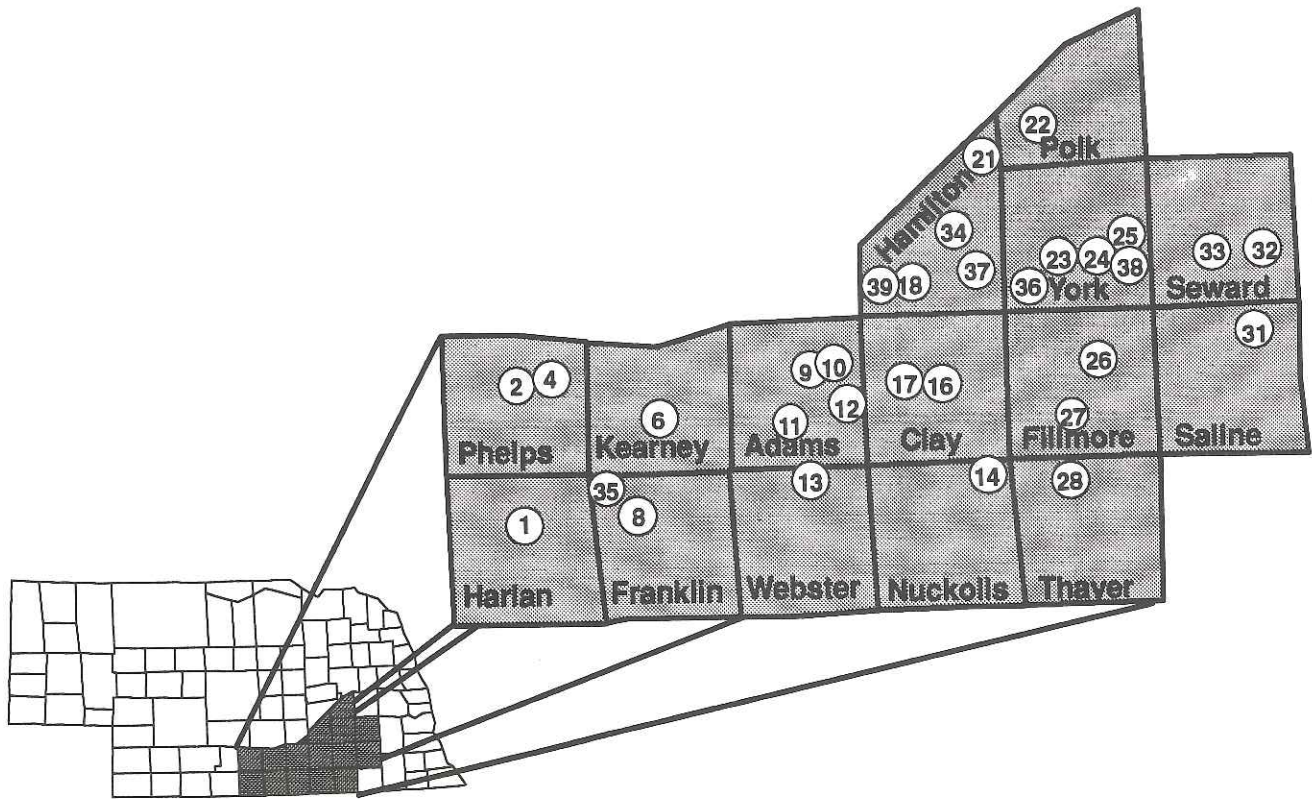 22
Polk
21
Hamilton
34
25
23
24
33
32
39
18
37
36
38
York
Seward
31
2
4
9
10
26
17
16
6
12
11
27
Phelps
Kearney
Adams
Clay
Fillmore
Saline
35
13
14
28
1
8
Harlan
Franklin
Webster
Nuckolls
Thayer